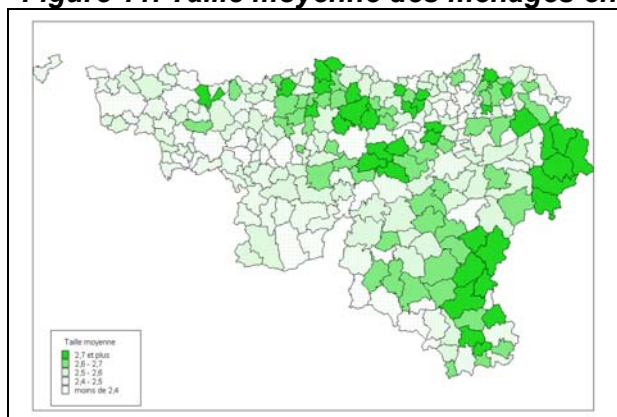 Figure 11. Taille moyenne des ménages en
Taille moyenne
2,7 et plus
2,6 - 2,7
2,5 - 2,6
2,4 - 2,5
moins de 2,4